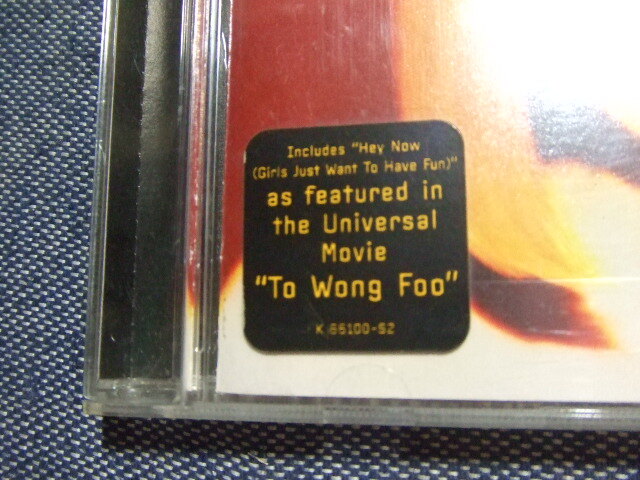 Includes "Hey Now
(Girls Just Want To Have Fun)"
as featured in
the Universal
Movie
"To Wong Foo"
K 66100-S2